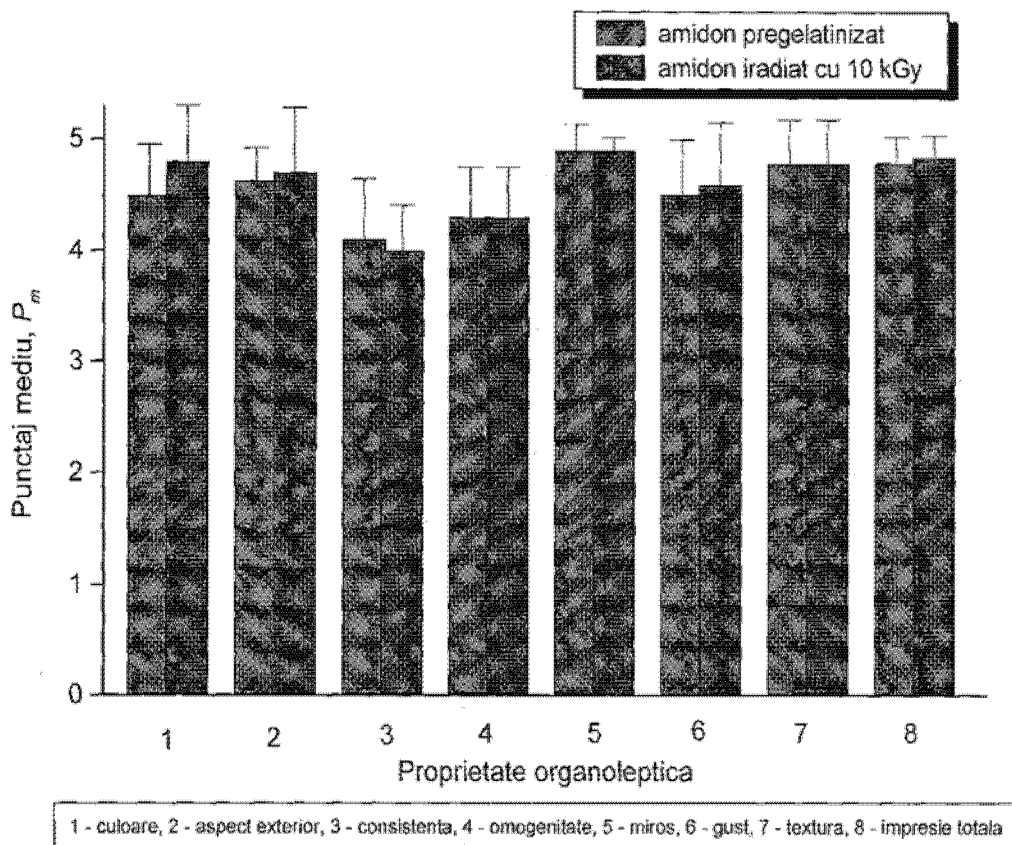 amidon pregelatinizat
amidon iradiat cu 10 kGy
Punctaj mediu, Pm
5
4
3
2
1
0
1 2 3 4 5 6 7 8
Proprietate organoleptica
1 - culoare, 2 - aspect exterior, 3 - consistenta, 4 - omogenitate, 5 - miros, 6 - gust, 7 - textura, 8 - impresie totala